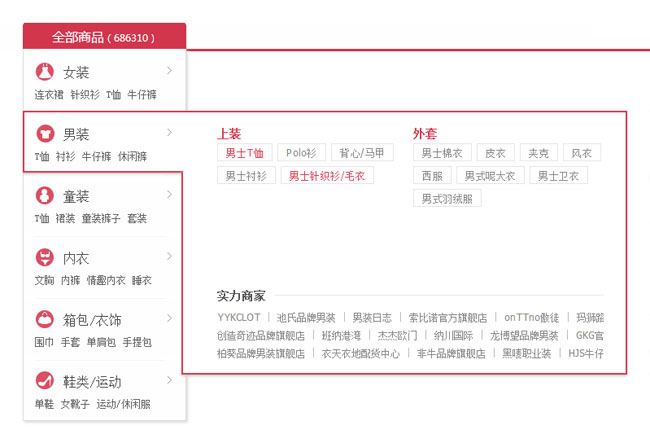 全部商品（686310）
女装
连衣裙 针织衫 T恤 牛仔裤
男装
T恤 衬衫 牛仔裤 休闲裤
童装
T恤 裙装 童装裤子 套装
内衣
文胸 内裤 情趣内衣 睡衣
箱包/衣饰
围巾 手套 单肩包 手提包
鞋类/运动
单鞋 女靴子 运动/休闲服
上装
男士T恤 Polo衫 背心/马甲
男士衬衫 男士针织衫/毛衣
外套
男士棉衣 皮衣 夹克 风衣
西服 男式呢大衣 男士卫衣
男式羽绒服
实力商家
YYKCLOT | 池氏品牌男装 | 男装日志 | 索比诺官方旗舰店 | onTTno傲徒 | 玛狮路
创造奇迹品牌旗舰店 | 班纳港湾 | 杰杰欧门 | 纳川国际 | 龙博望品牌男装 | GKG官
柏葵品牌男装旗舰店 | 衣天衣地配货中心 | 非牛品牌旗舰店 | 黑唛职业装 | HJS牛仔